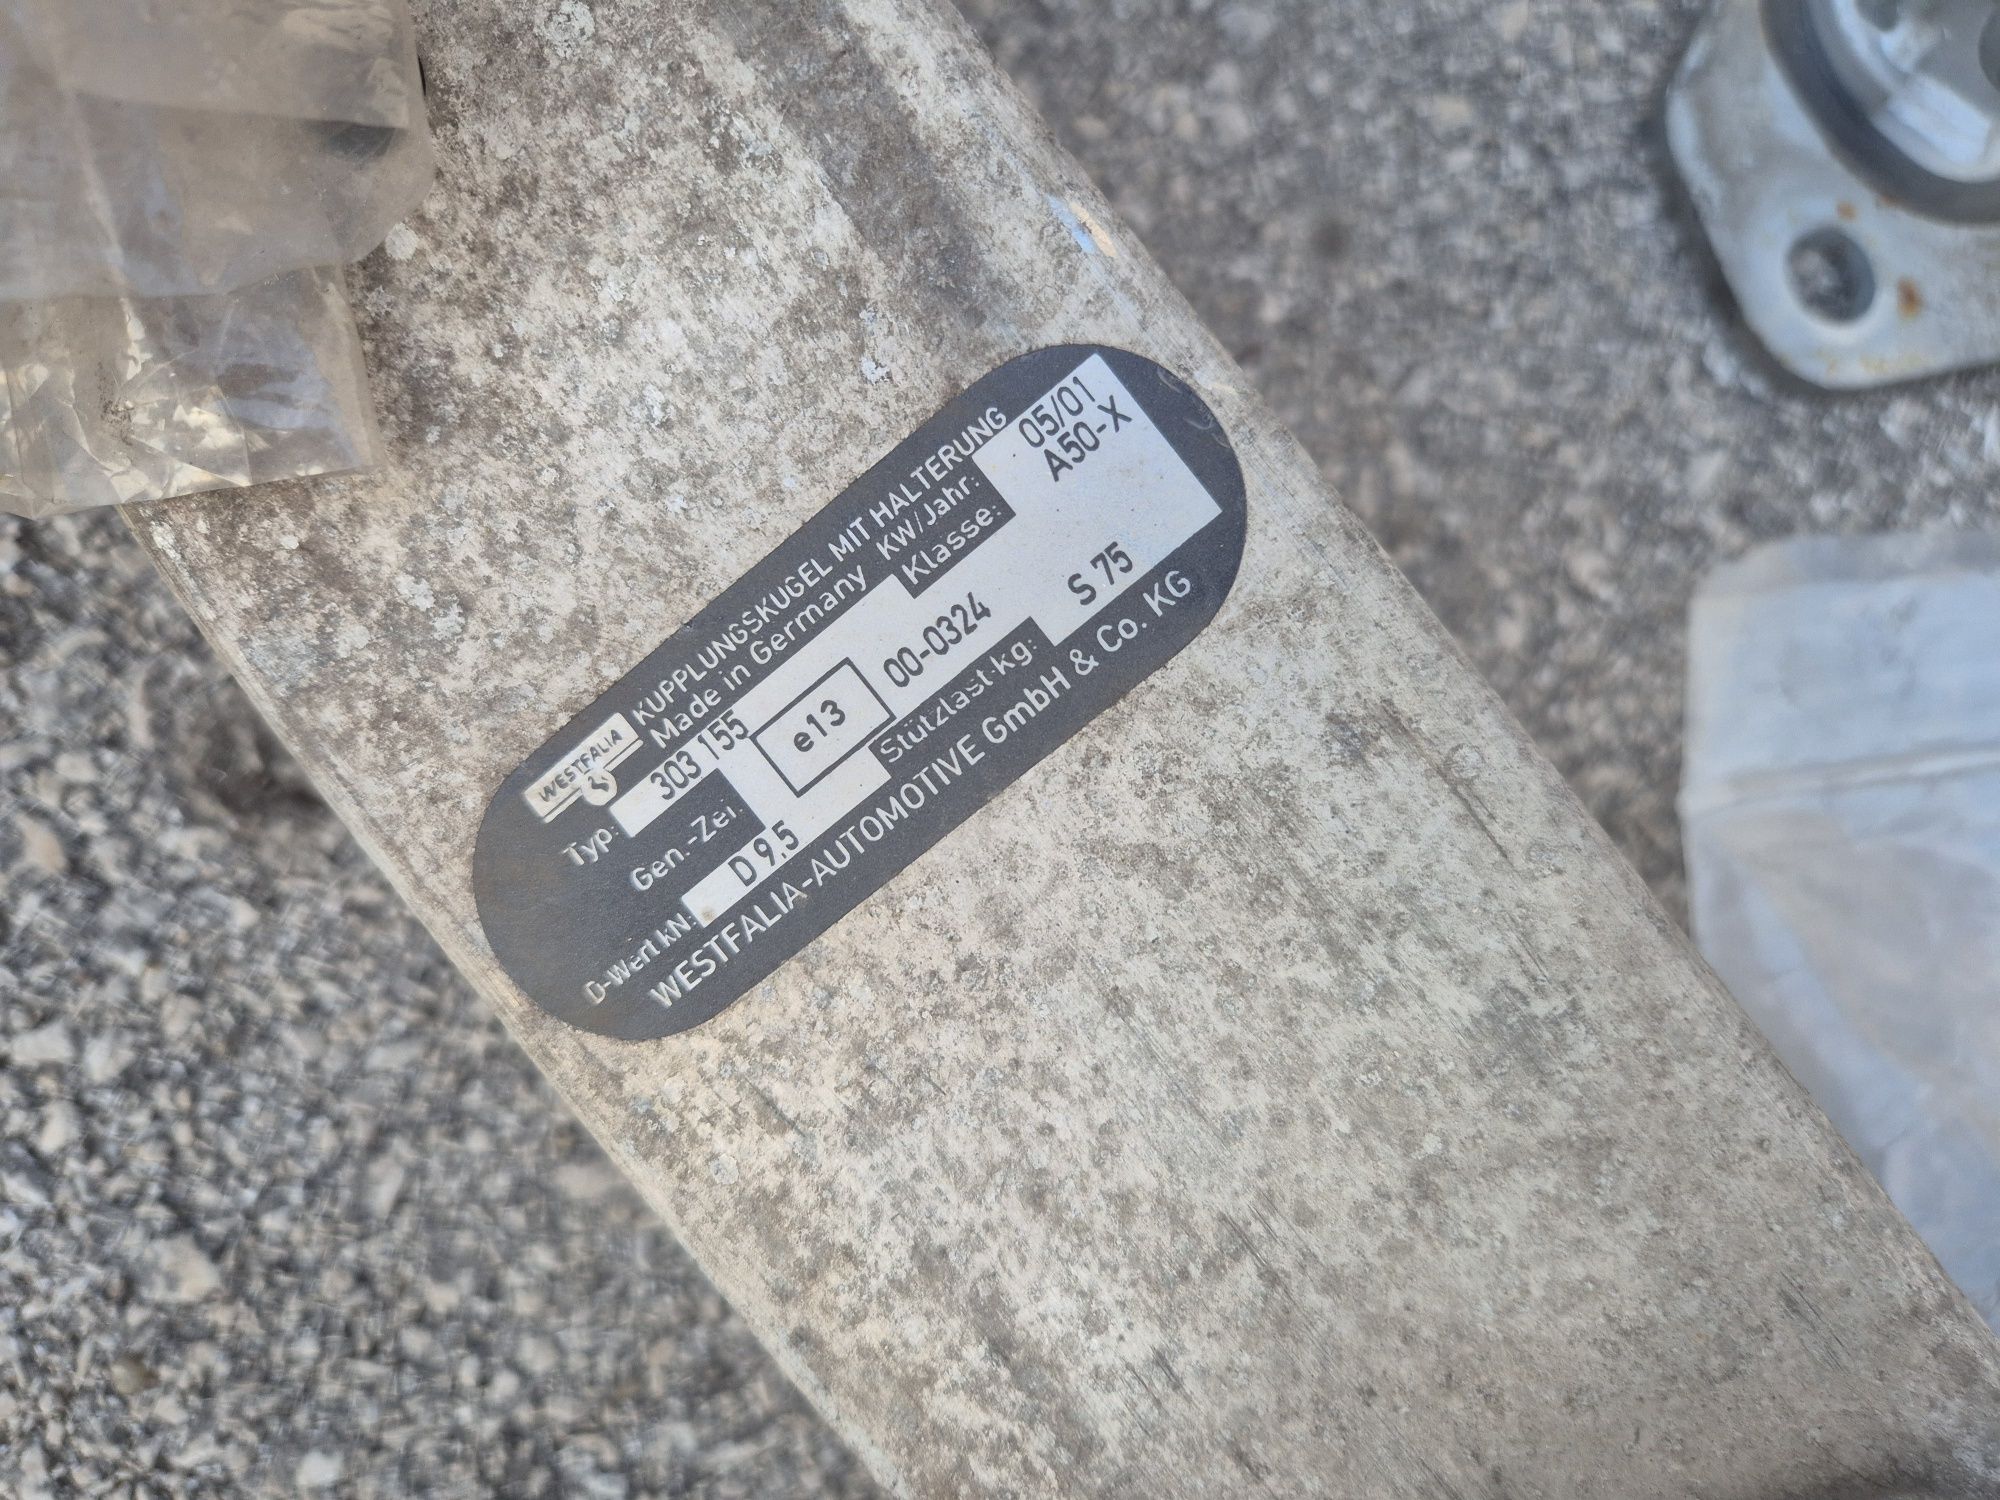 WESTFALIA
KUPPLUNGSKUGEL MIT HALTERUNG
Made in Germany KW/Jahr: 05/01
Typ: 303 155 Klasse: A50-X
Gen.-Zei. e13 00-0324
D-Wert.kN: D 9,5 Stützlast-kg: S 75
WESTFALIA-AUTOMOTIVE GmbH & Co. KG